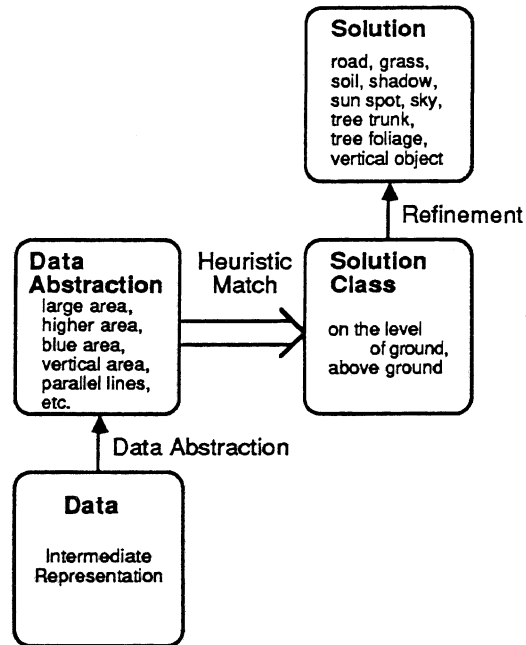 Solution
road, grass,
soil, shadow,
sun spot, sky,
tree trunk,
tree foliage,
vertical object
Refinement
Data
Abstraction
large area,
higher area,
blue area,
vertical area,
parallel lines,
etc.
Heuristic
Match
Solution
Class
on the level
of ground,
above ground
Data Abstraction
Data
Intermediate
Representation